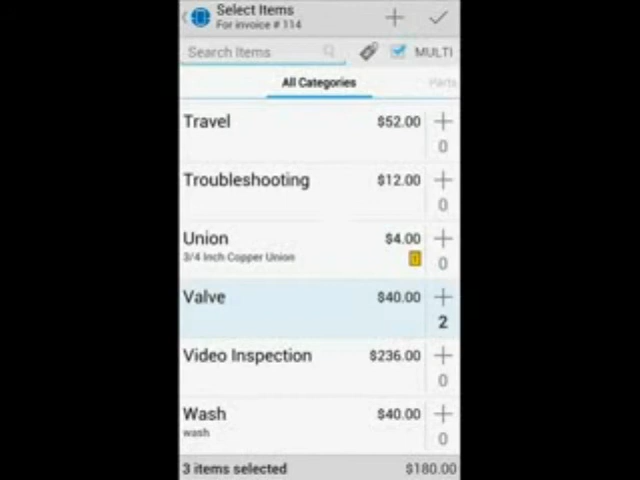 Select Items
For invoice # 114
Search Items
MULTI
All Categories
Parts
Travel $52.00
0
Troubleshooting $12.00
0
Union $4.00
3/4 Inch Copper Union
0
Valve $40.00
2
Video Inspection $236.00
0
Wash $40.00
wash
0
3 items selected $180.00